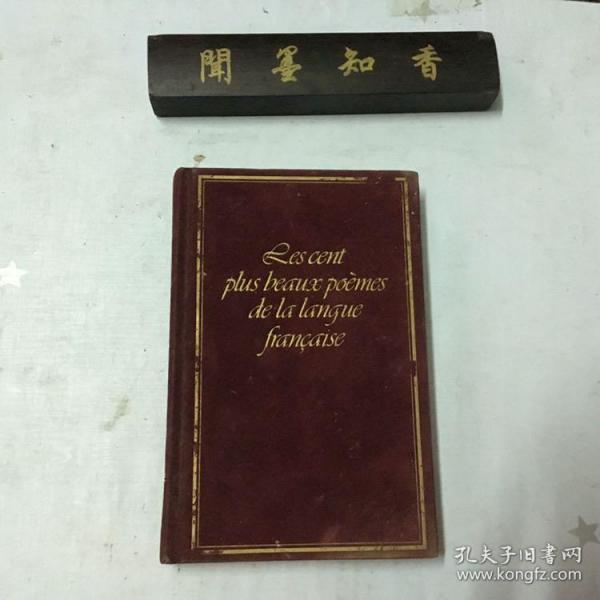 聞墨知香
Les cent
plus beaux poèmes
de la langue
française
孔夫子旧书网
www.kongfz.com